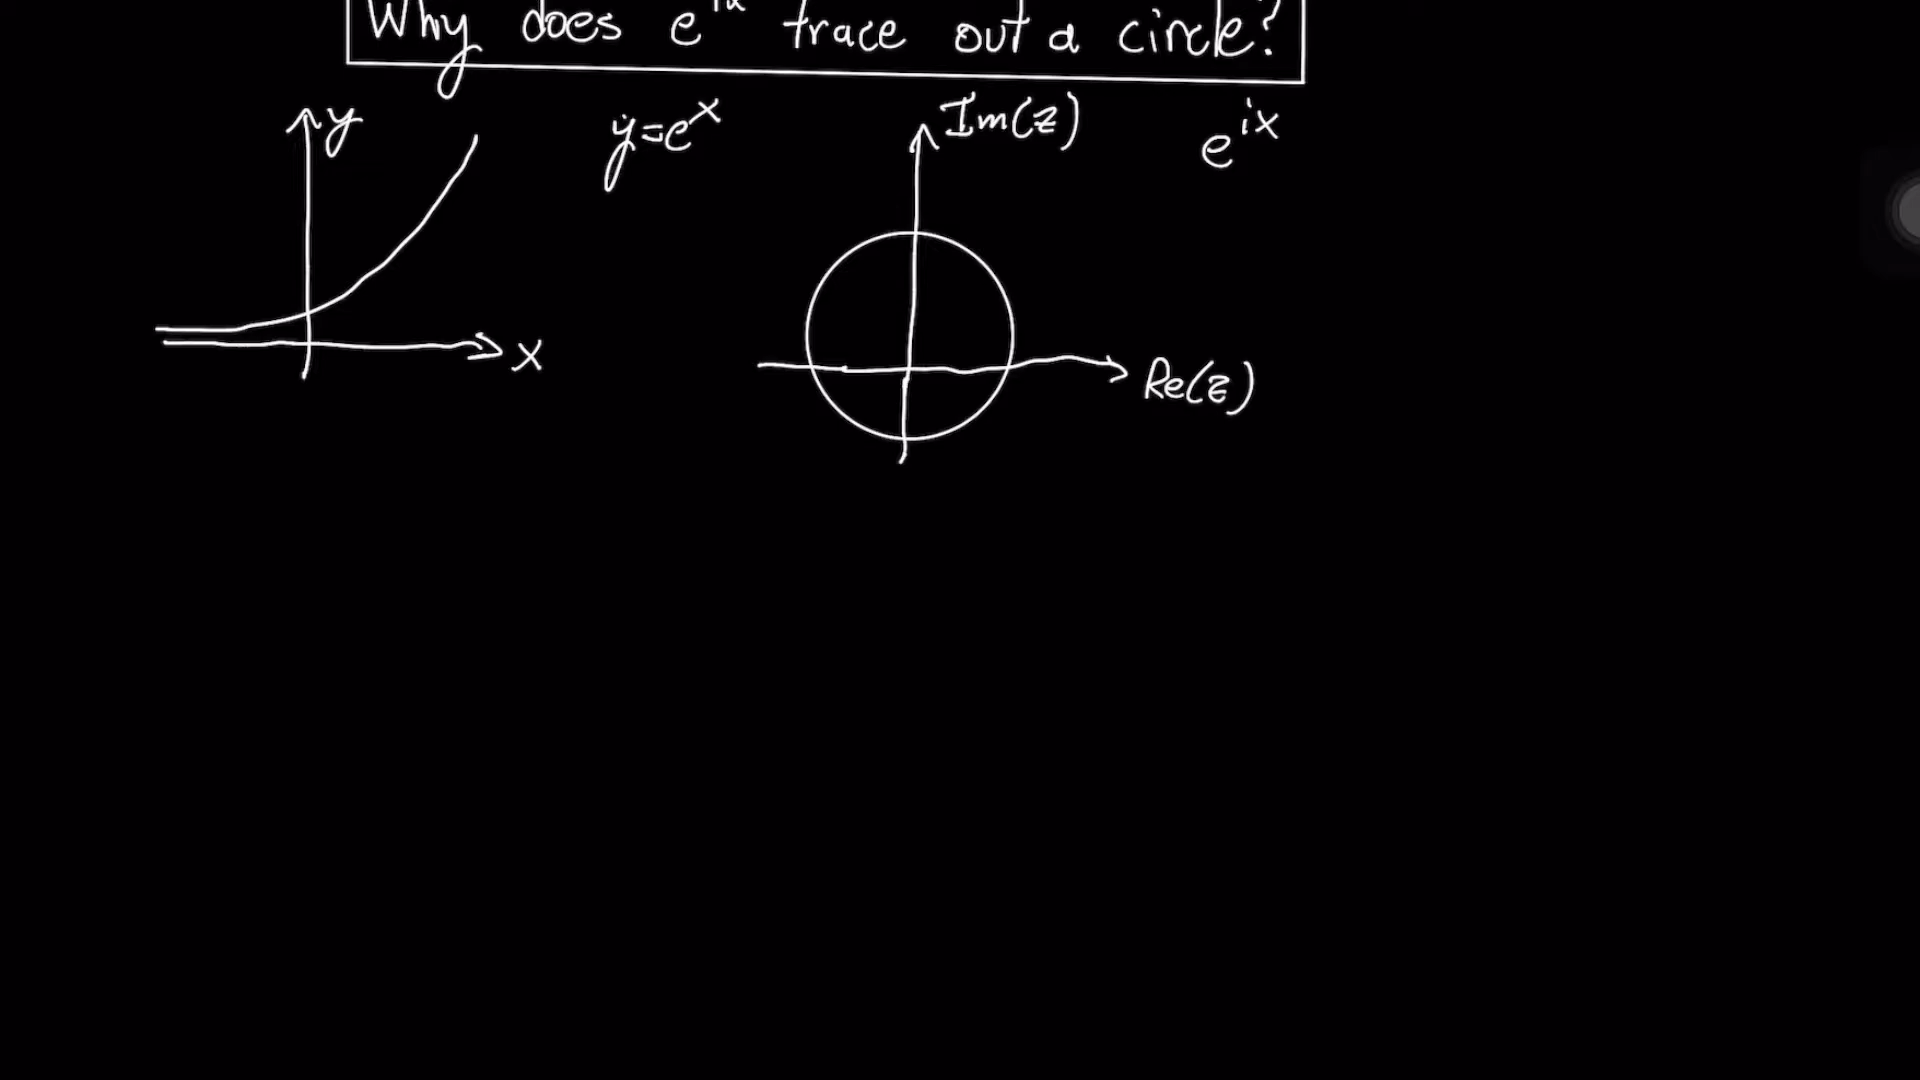 Why does e^ix trace out a circle?
y
y=e^x
Im(z)
e^ix
x
Re(z)